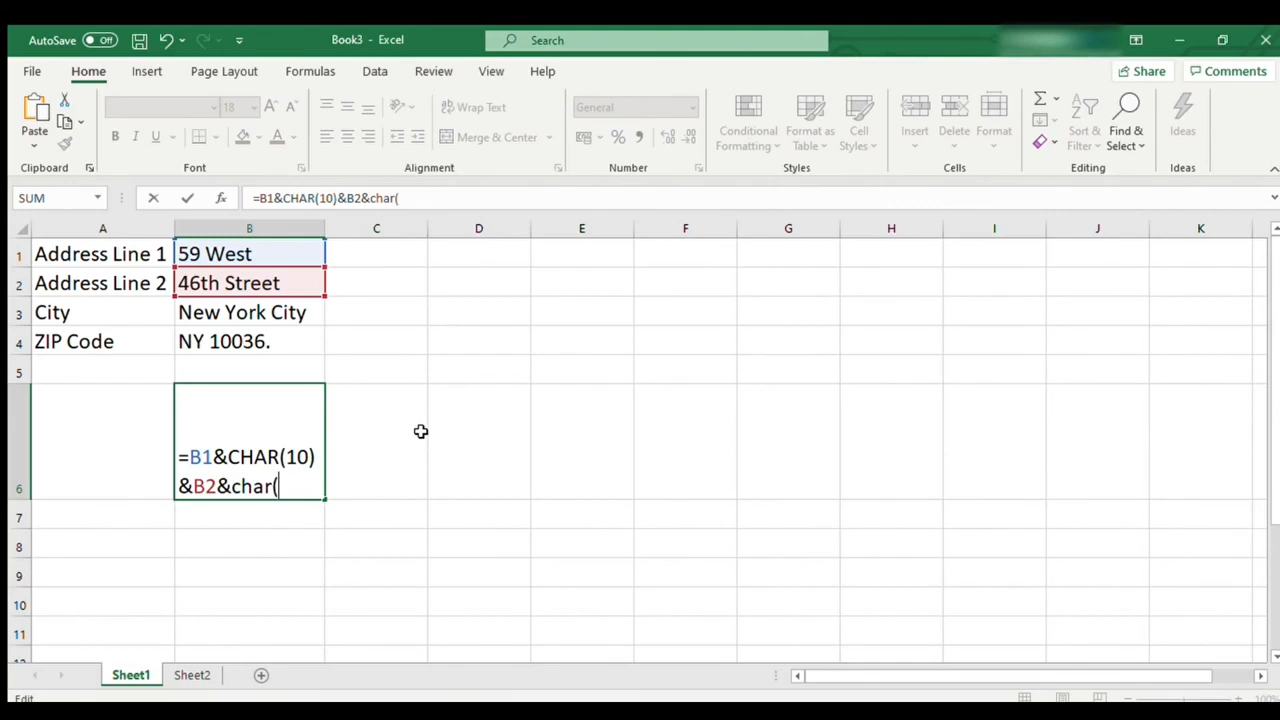 AutoSave Off Book3 - Excel Search
File Home Insert Page Layout Formulas Data Review View Help Share Comments
18 A^ A˅ Wrap Text General Σ
Paste B I U A Merge & Center % Condition Formatting Format as Table Cell Styles Insert Delete Format Sort Filter Find & Select Ideas
Clipboard Font Alignment Number Styles Cells Editing Ideas
SUM fx =B1&CHAR(10)&B2&char(
A B C D E F G H I J K
1 Address Line 1 59 West
2 Address Line 2 46th Street
3 City New York City
4 ZIP Code NY 10036.
5
=B1&CHAR(10)
6 &B2&char(
7
8
9
10
11
Sheet1 Sheet2
Edit 100%